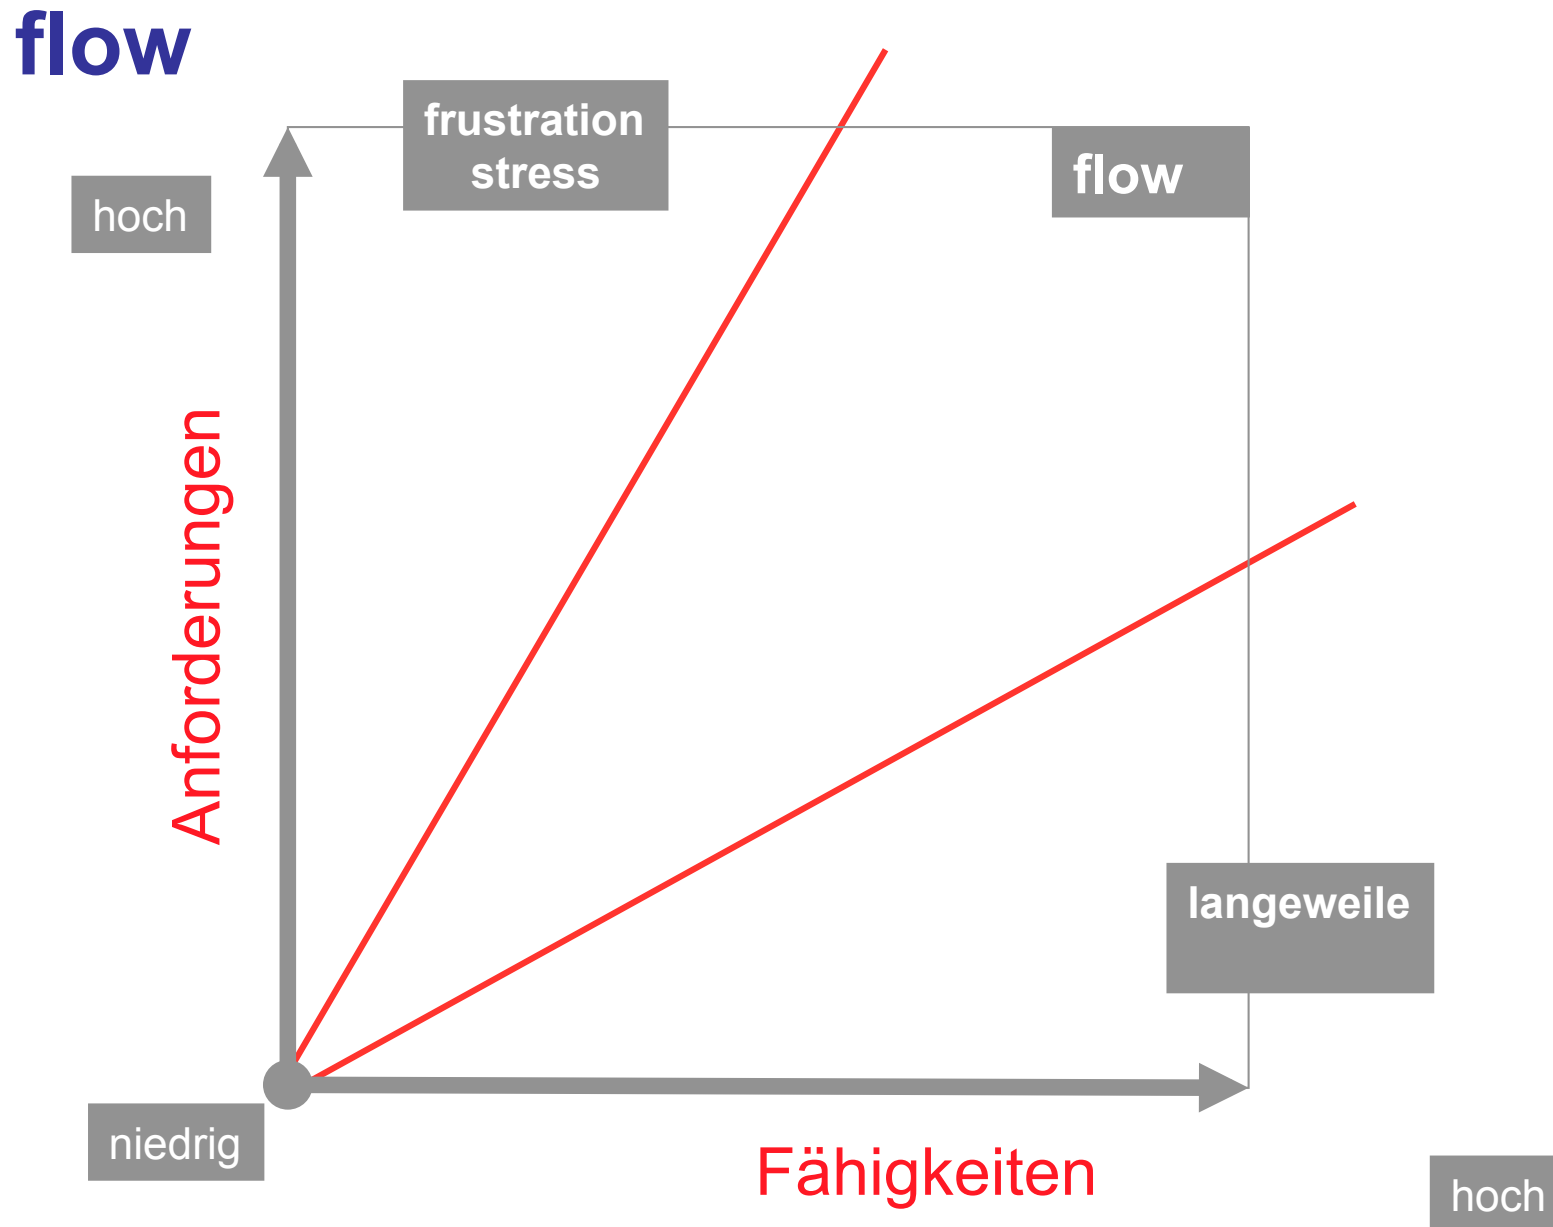 flow
frustration
stress
flow
hoch
Anforderungen
langeweile
niedrig
Fähigkeiten
hoch